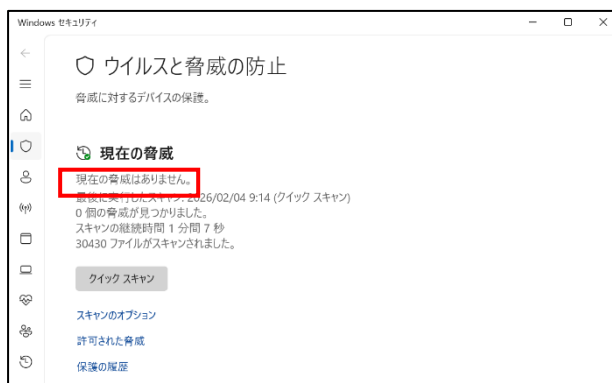 Windows セキュリティ
ウイルスと脅威の防止
脅威に対するデバイスの保護。
現在の脅威
現在の脅威はありません。
最後に実行したスキャン: 2026/02/04 9:14 (クイック スキャン)
0 個の脅威が見つかりました。
スキャンの継続時間 1 分間 7 秒
30430 ファイルがスキャンされました。
クイック スキャン
スキャンのオプション
許可された脅威
保護の履歴